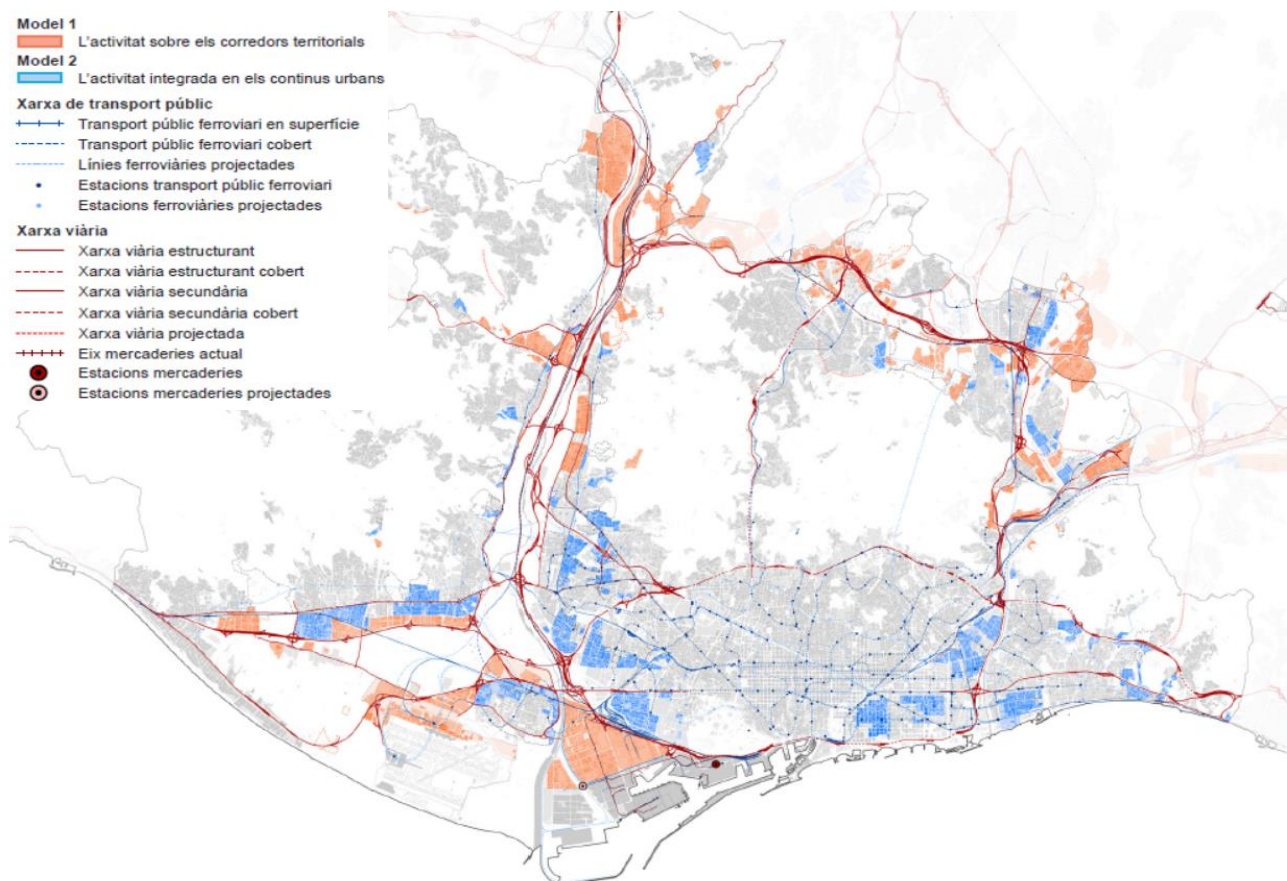 Model 1
L'activitat sobre els corredors territorials
Model 2
L'activitat integrada en els continus urbans
Xarxa de transport públic
Transport públic ferroviari en superfície
Transport públic ferroviari cobert
Línies ferroviàries projectades
Estacions transport públic ferroviari
Estacions ferroviàries projectades
Xarxa viària
Xarxa viària estructurant
Xarxa viària estructurant cobert
Xarxa viària secundària
Xarxa viària secundària cobert
Xarxa viària projectada
Eix mercaderies actual
Estacions mercaderies
Estacions mercaderies projectades